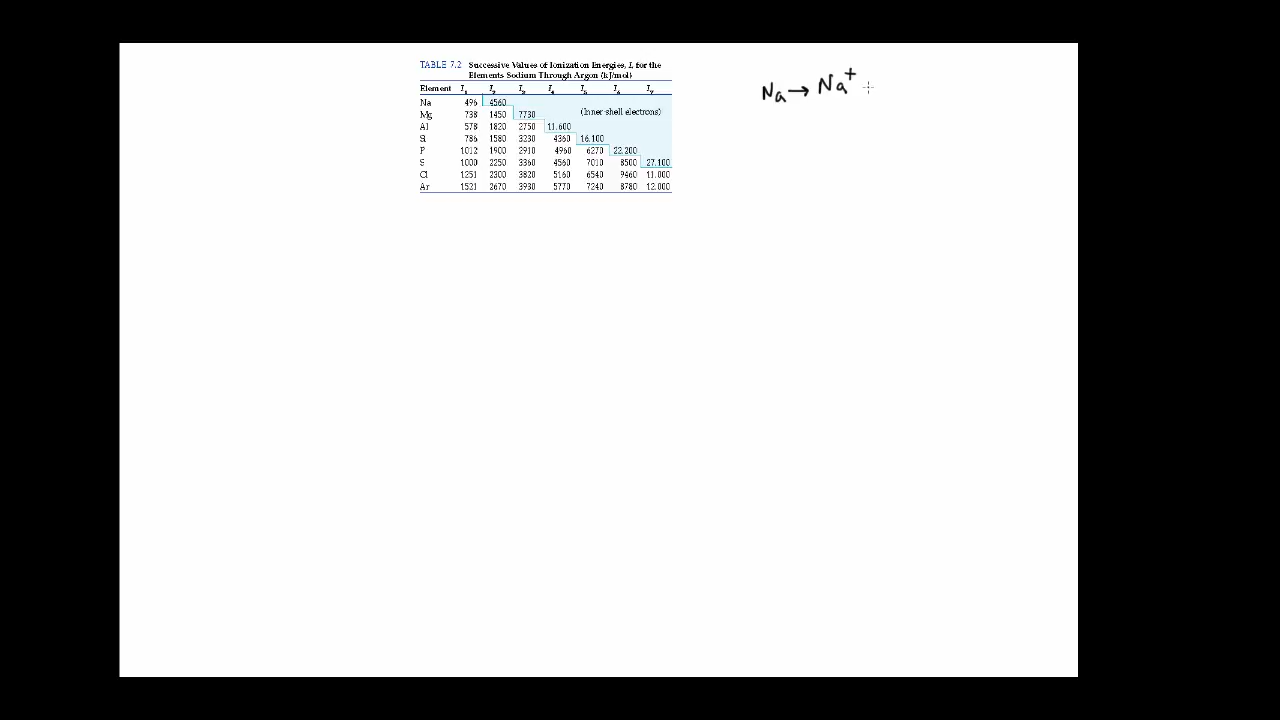 TABLE 7.2 Successive Values of Ionization Energies, I, for the
Elements Sodium Through Argon (kJ/mol)
Element I1 I2 I3 I4 I5 I6 I7
Na 496 4560
(Inner-shell electrons)
Mg 738 1450 7730
Al 578 1820 2750 11,600
Si 786 1580 3230 4360 16,100
P 1012 1900 2910 4960 6270 22,200
S 1000 2250 3360 4560 7010 8500 27,100
Cl 1251 2300 3820 5160 6540 9460 11,000
Ar 1521 2670 3930 5770 7240 8780 12,000
Na → Na+